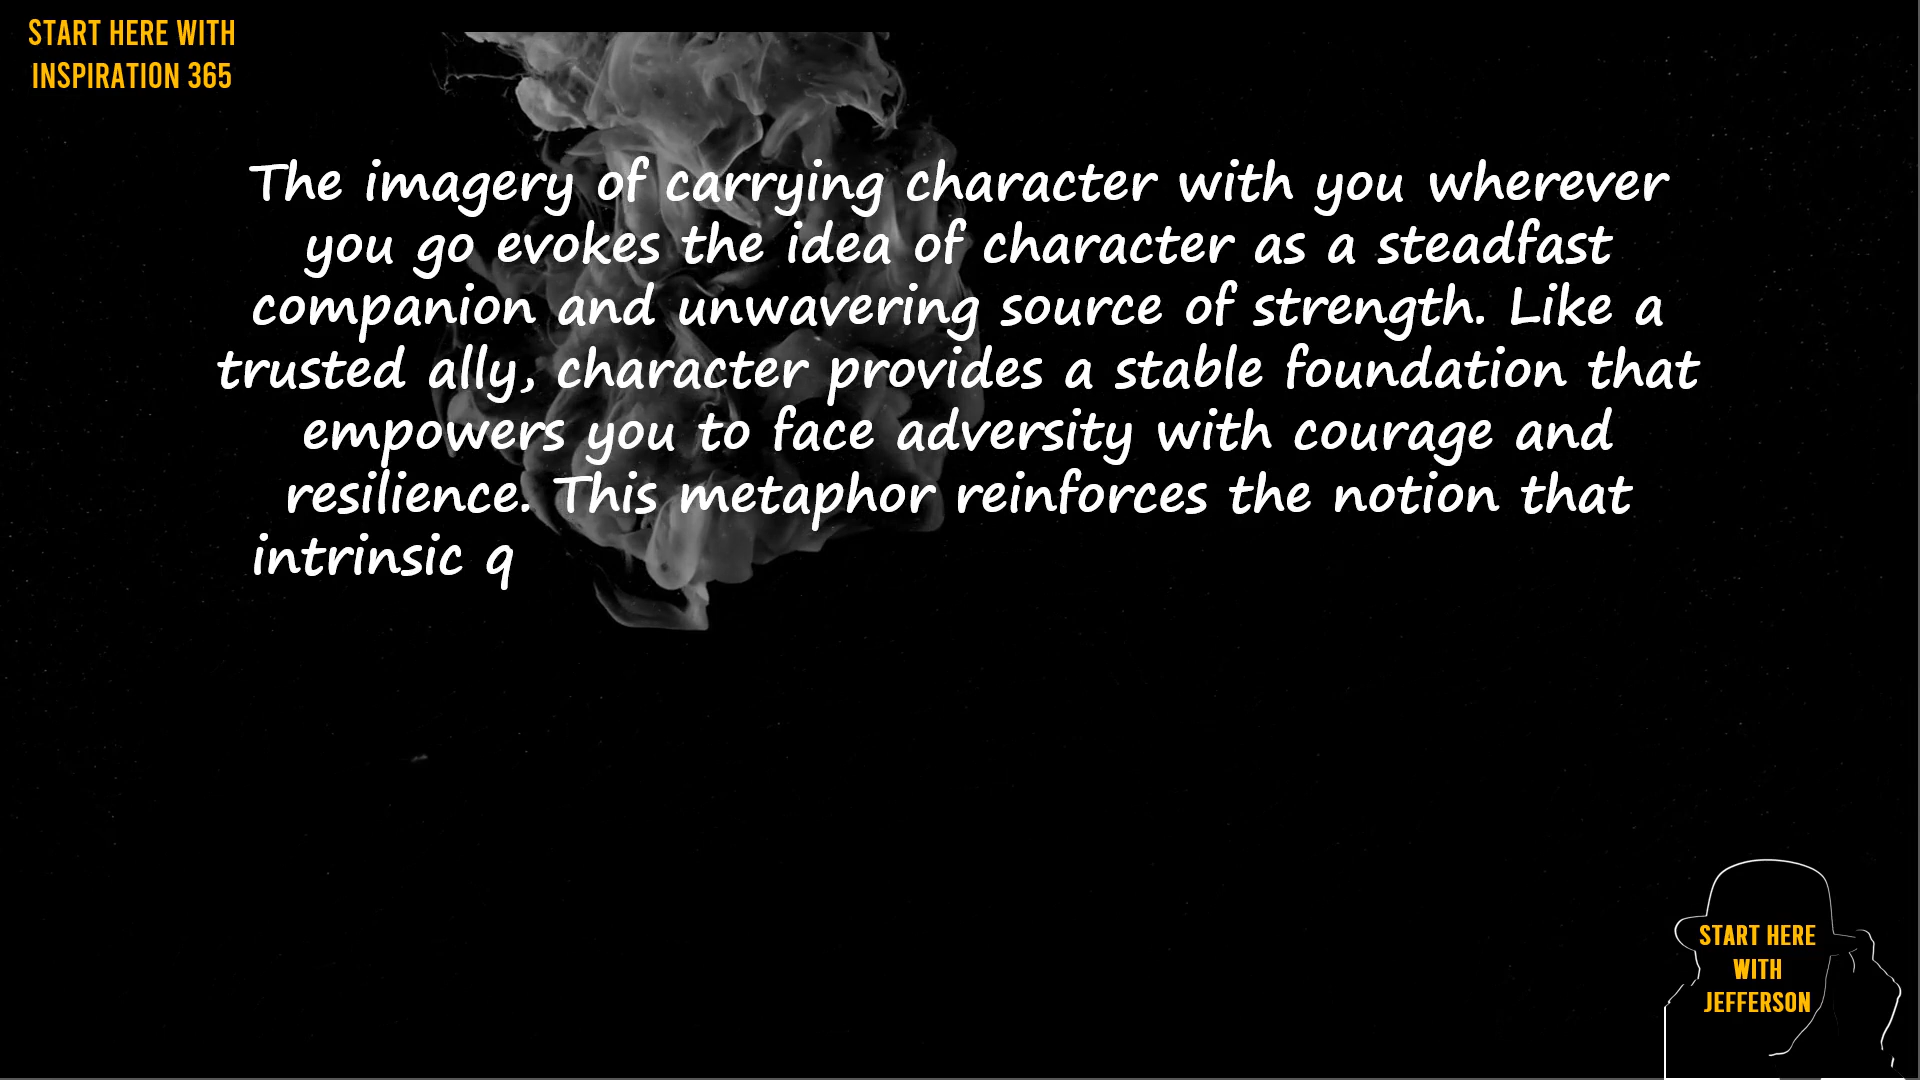 START HERE WITH
INSPIRATION 365
The imagery of carrying character with you wherever
you go evokes the idea of character as a steadfast
companion and unwavering source of strength. Like a
trusted ally, character provides a stable foundation that
empowers you to face adversity with courage and
resilience. This metaphor reinforces the notion that
intrinsic q
START HERE
WITH
JEFFERSON